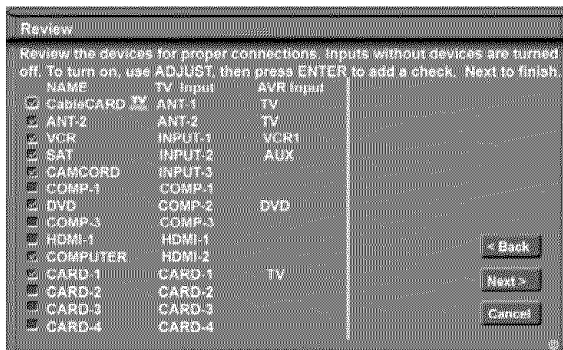 Review
Review the devices for proper connections. Inputs without devices are turned
off. To turn on, use ADJUST, then press ENTER to add a check. Next to finish.
NAME TV Input AVR Input
CableCARD TV ANT-1 TV
ANT-2 ANT-2 TV
VCR INPUT-1 VCR1
SAT INPUT-2 AUX
CAMCORD INPUT-3
COMP-1 COMP-1
DVD COMP-2 DVD
COMP-3 COMP-3
HDMI-1 HDMI-1
COMPUTER HDMI-2
CARD-1 CARD-1 TV
CARD-2 CARD-2
CARD-3 CARD-3
CARD-4 CARD-4
< Back
Next >
Cancel